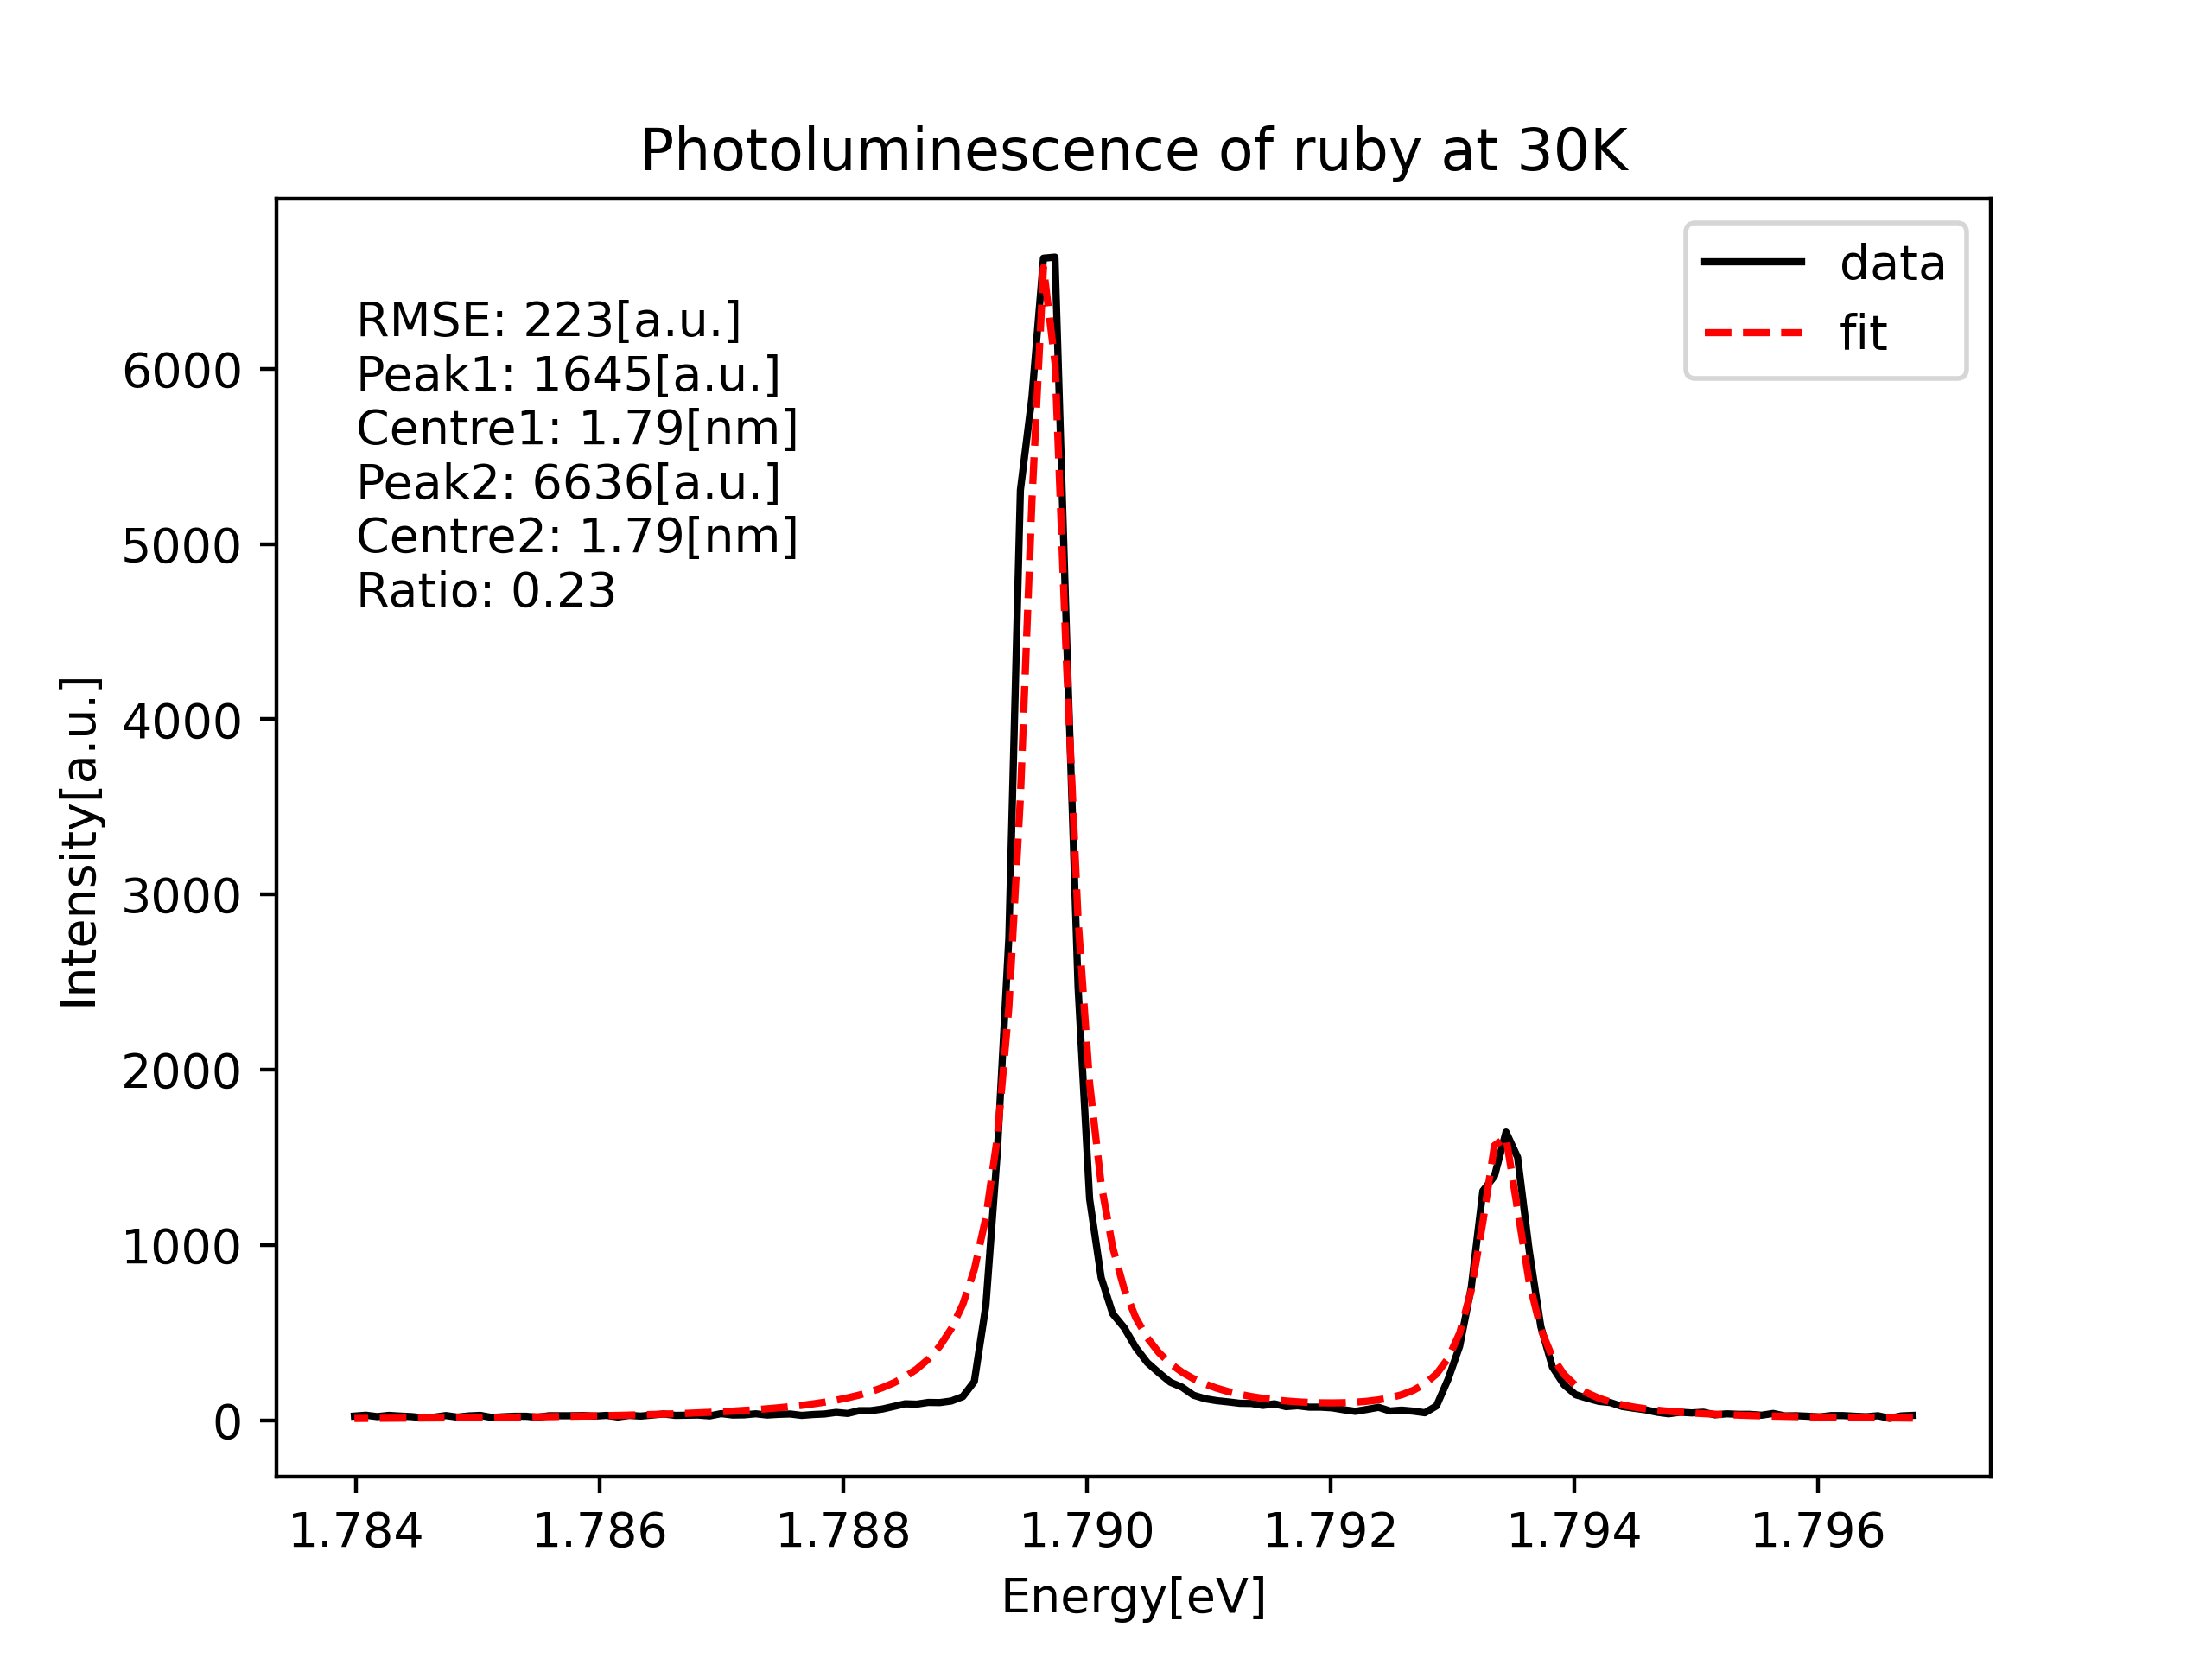 Photoluminescence of ruby at 30K
data
fit
RMSE: 223[a.u.]
Peak1: 1645[a.u.]
Centre1: 1.79[nm]
Peak2: 6636[a.u.]
Centre2: 1.79[nm]
Ratio: 0.23
Intensity[a.u.]
6000
5000
4000
3000
2000
1000
0
1.784 1.786 1.788 1.790 1.792 1.794 1.796
Energy[eV]